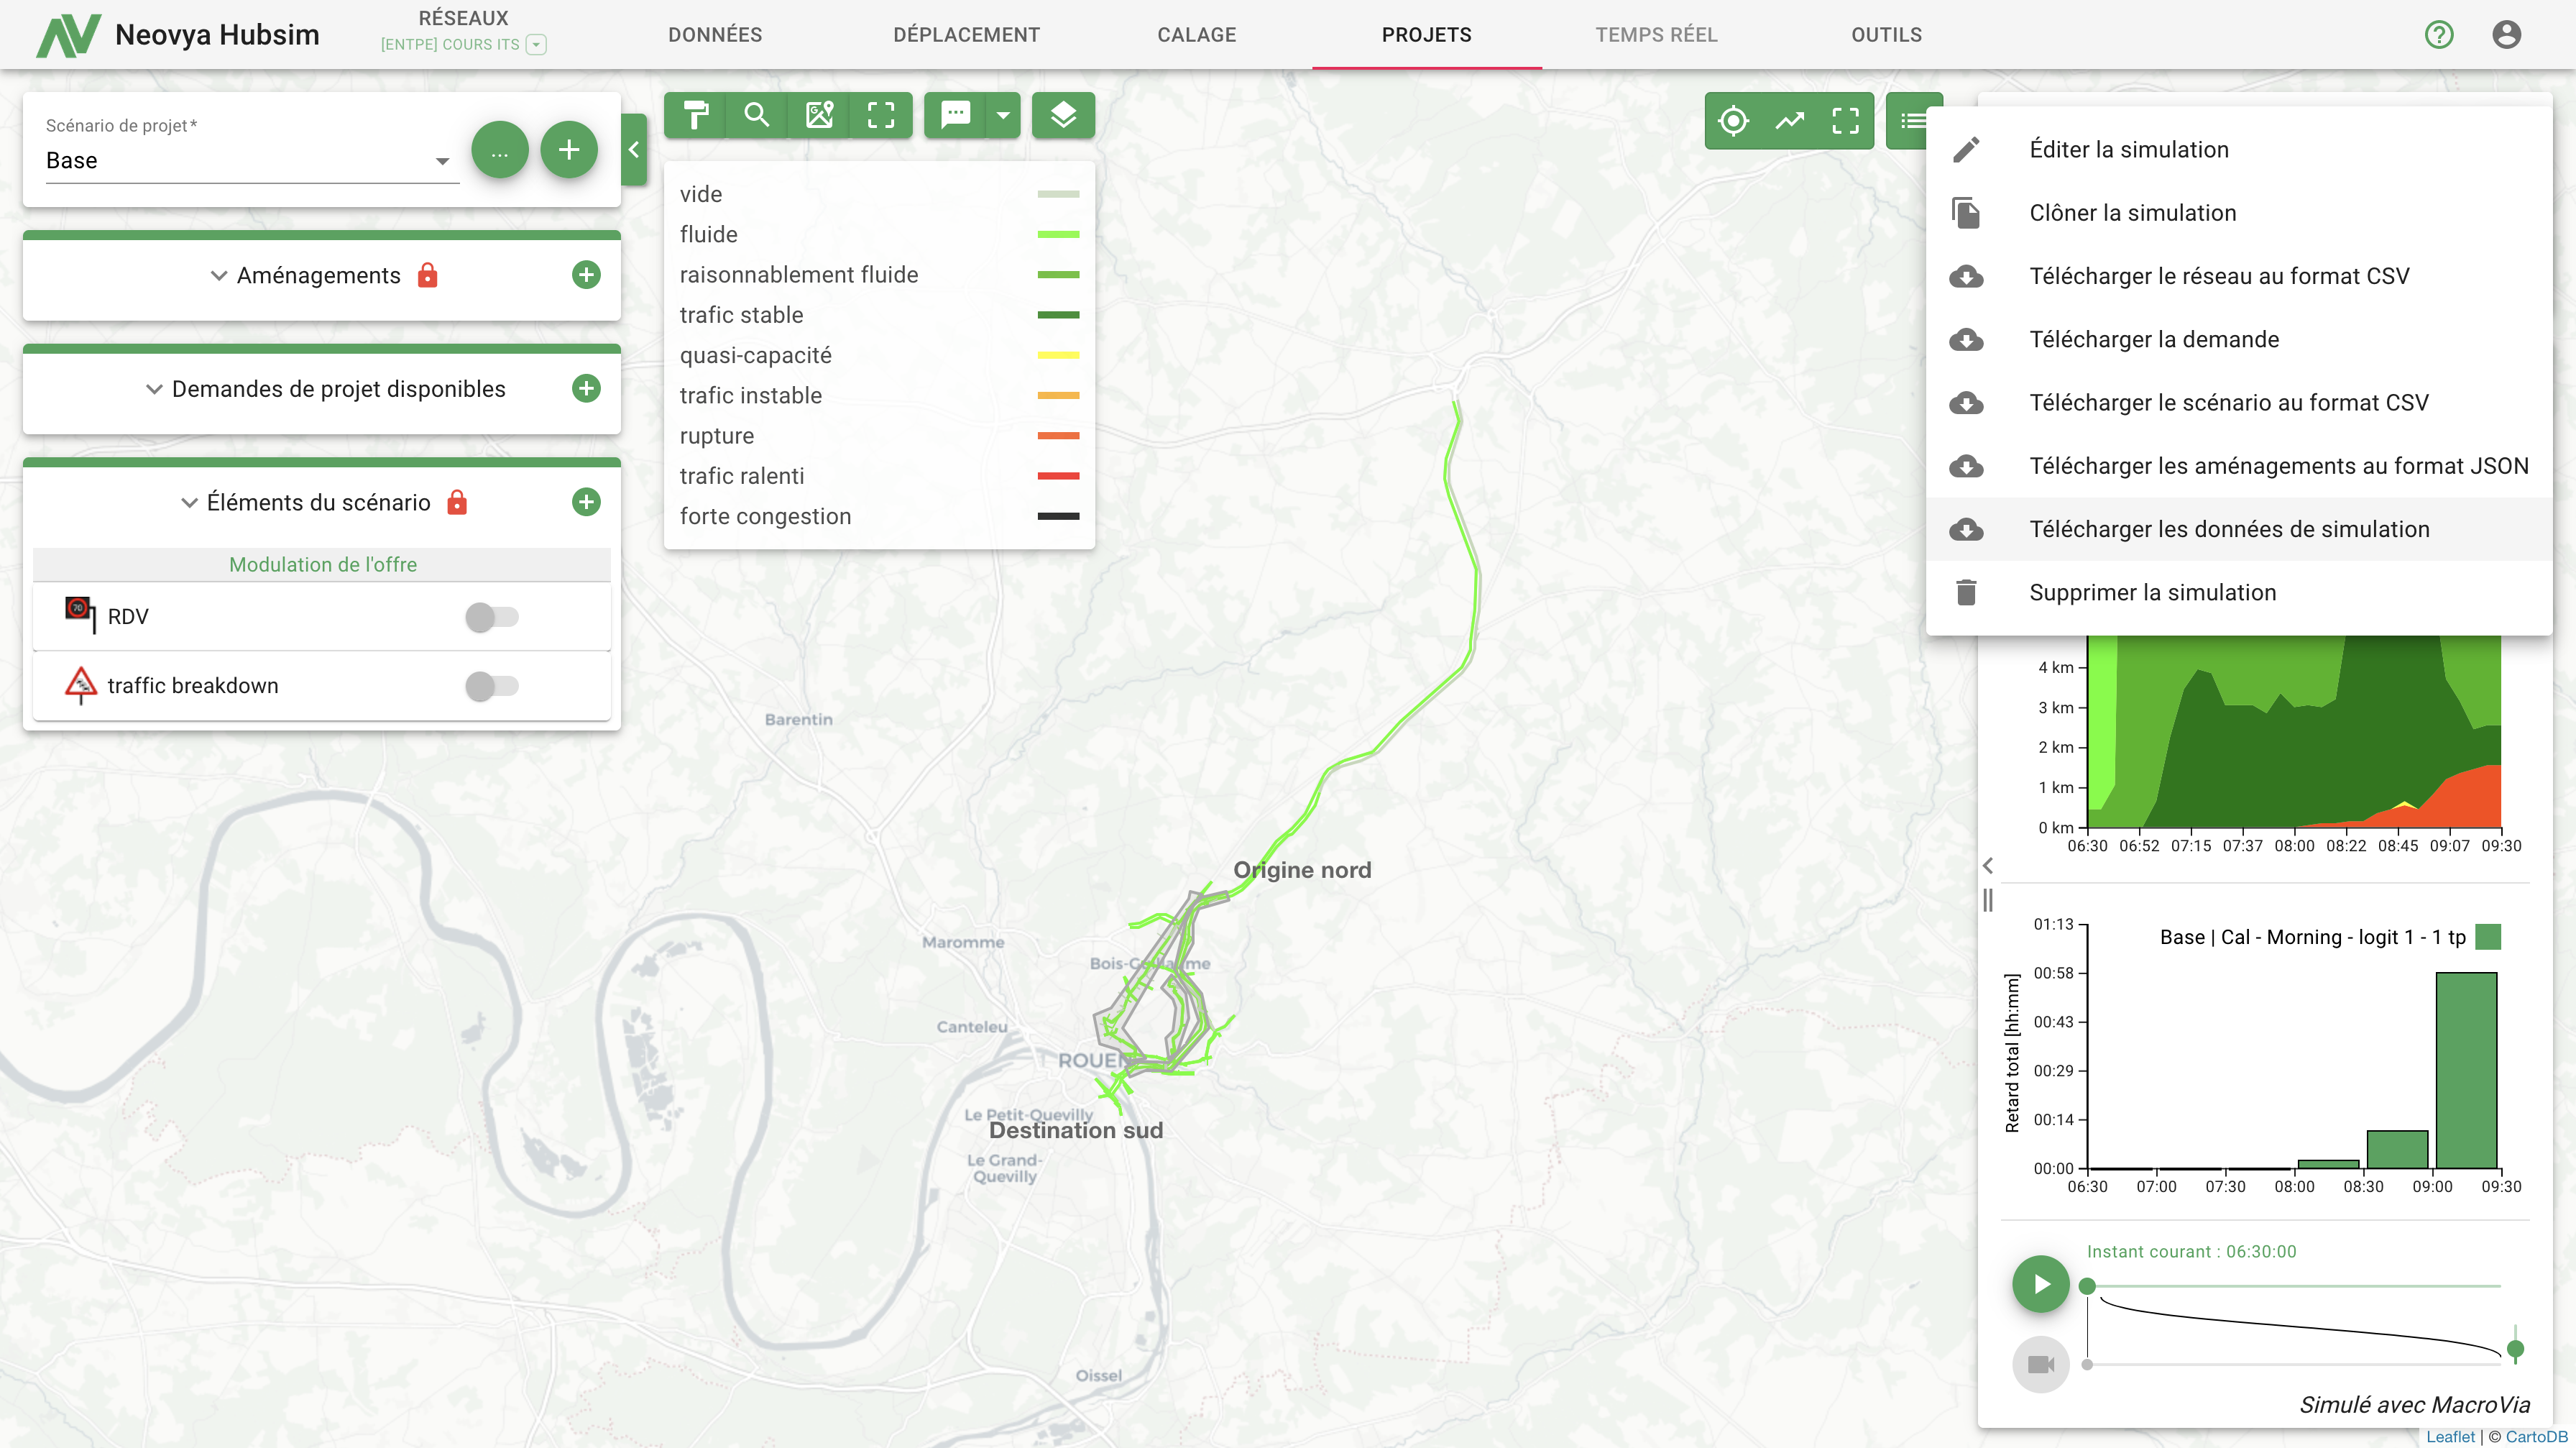 Neovya Hubsim
RÉSEAUX
[ENTPE] COURS ITS
DONNÉES
DÉPLACEMENT
CALAGE
PROJETS
TEMPS RÉEL
OUTILS
Scénario de projet*
Base
...
+
Aménagements
Demandes de projet disponibles
Éléments du scénario
Modulation de l'offre
RDV
traffic breakdown
vide
fluide
raisonnablement fluide
trafic stable
quasi-capacité
trafic instable
rupture
trafic ralenti
forte congestion
Barentin
Origine nord
Maromme
Canteleu
ROUEN
Le Petit-Quevilly
Destination sud
Le Grand-
Quevilly
Oissel
Éditer la simulation
Clôner la simulation
Télécharger le réseau au format CSV
Télécharger la demande
Télécharger le scénario au format CSV
Télécharger les aménagements au format JSON
Télécharger les données de simulation
Supprimer la simulation
4 km
3 km
2 km
1 km
0 km
06:30 06:52 07:15 07:37 08:00 08:22 08:45 09:07 09:30
Base | Cal - Morning - logit 1 - 1 tp
Retard total [hh:mm]
01:13
00:58
00:43
00:29
00:14
00:00
06:30 07:00 07:30 08:00 08:30 09:00 09:30
Instant courant : 06:30:00
Simulé avec MacroVia
Leaflet | © CartoDB